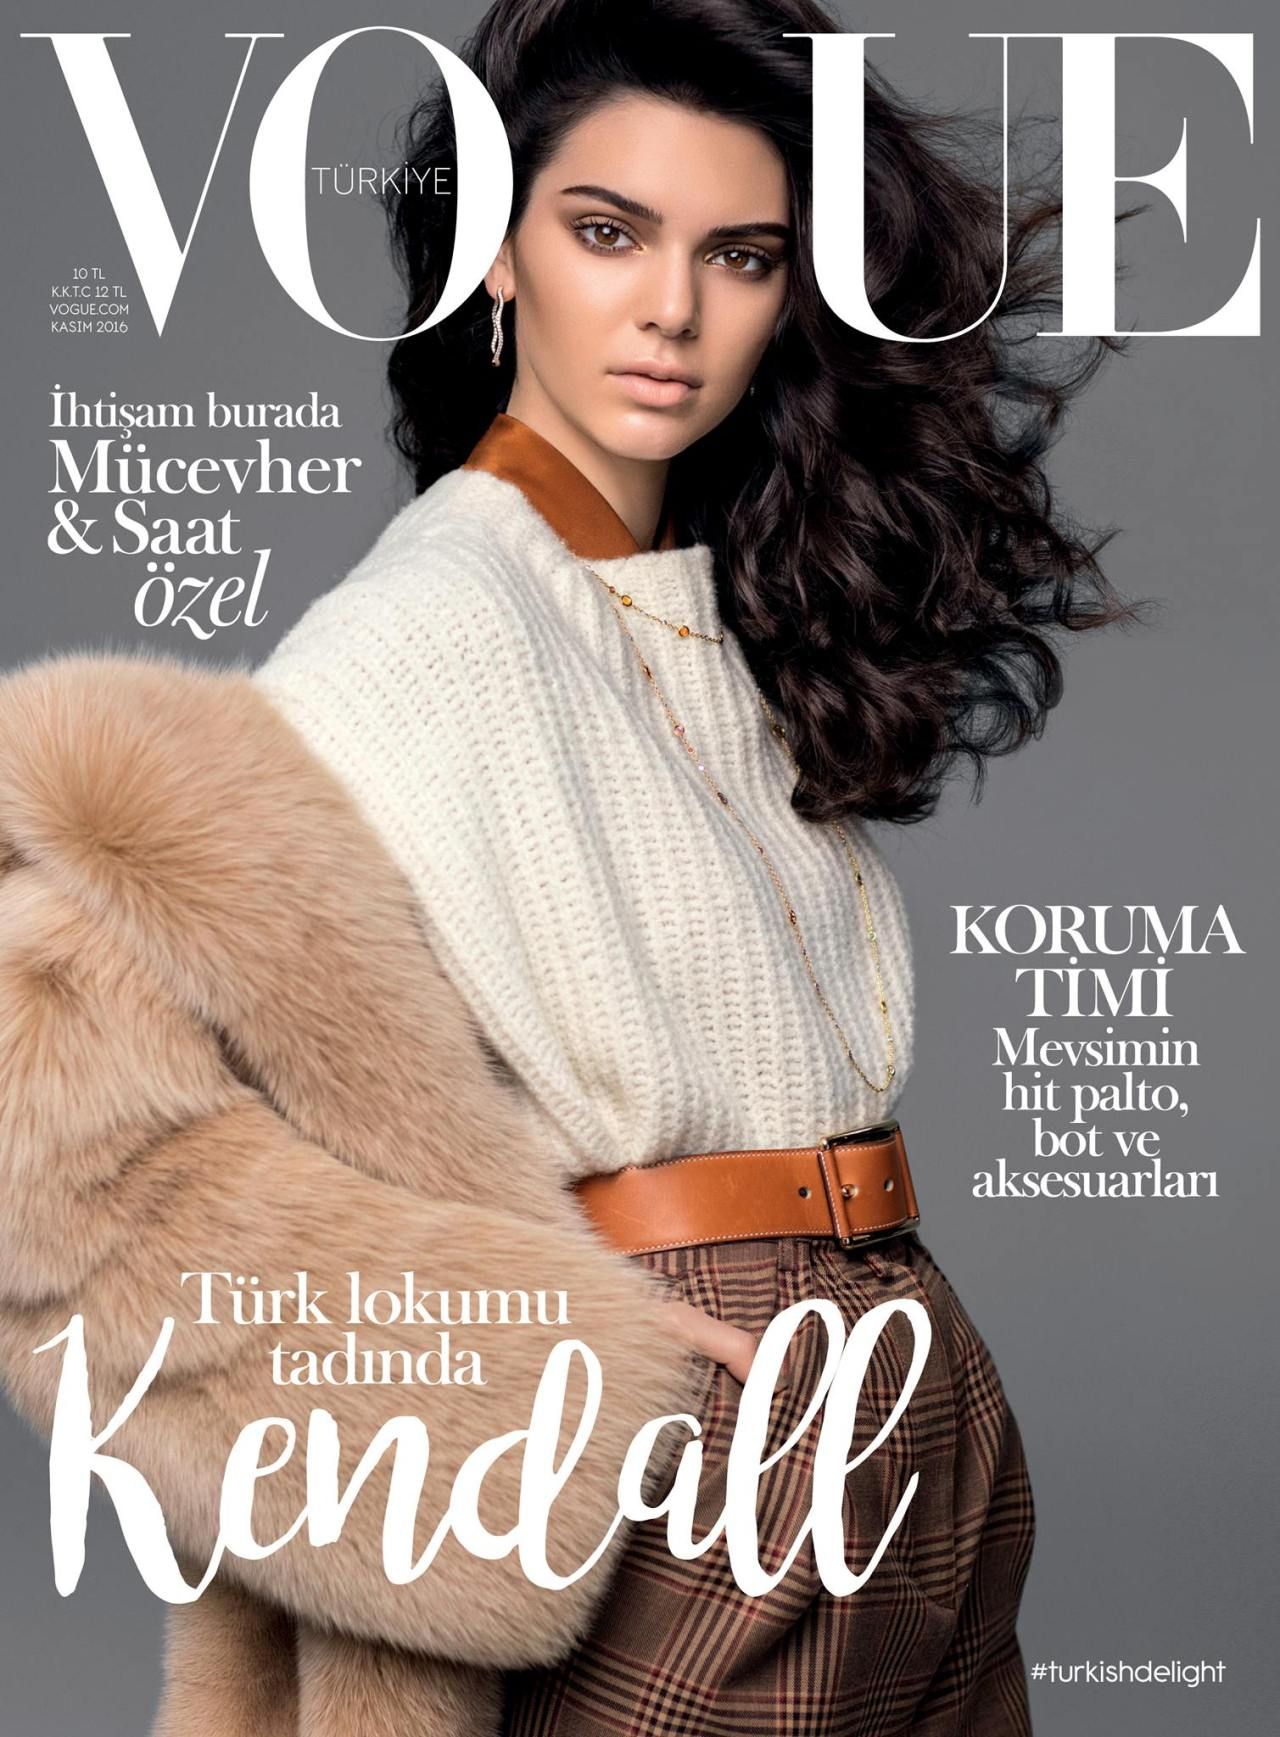 VOGUE
TÜRKİYE
10 TL
K.K.T.C 12 TL
VOGUE.COM
KASIM 2016
İhtişam burada
Mücevher
& Saat
özel
KORUMA
TİMİ
Mevsimin
hit palto,
bot ve
aksesuarları
Türk lokumu
tadında
Kendall
#turkishdelight